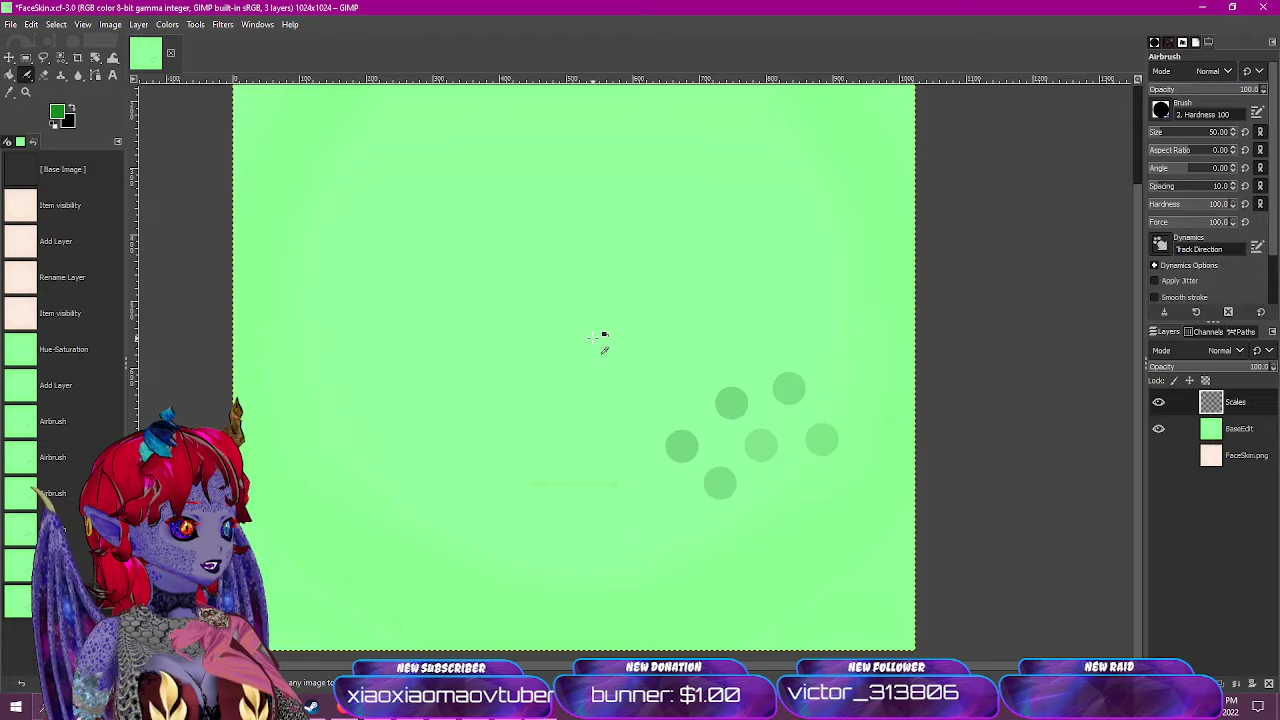 *FaceSkin.xcf-3.0 (RGB color 8-bit gamma integer, GIMP built-in sRGB, 3 layers) 1024x1024 – GIMP
File Edit Select View Image Layer Colors Tools Filters Windows Help
Airbrush
Mode Normal
Opacity 100.0
Brush
2. Hardness 100
Size 50.00
Aspect Ratio 0.00
Angle 0.00
Spacing 10.0
Hardness 100.0
Force 100.0
Dynamics
Track Direction
Dynamics Options
Apply Jitter
Smooth stroke
Layers Channels Paths
Mode Normal
Opacity 100.0
Lock:
Scales
BaseEdit
FaceSkin.png
[Base Image]
Item visibility
Add Layer
Rename Layer
Item visibility
Hue-Saturation
Add Layer
Airbrush
Airbrush
any image to
NEW SUBSCRIBER
xiaoxiaomaovtuber
NEW DONATION
bunner: $1.00
NEW FOLLOWER
victor_313806
NEW RAID